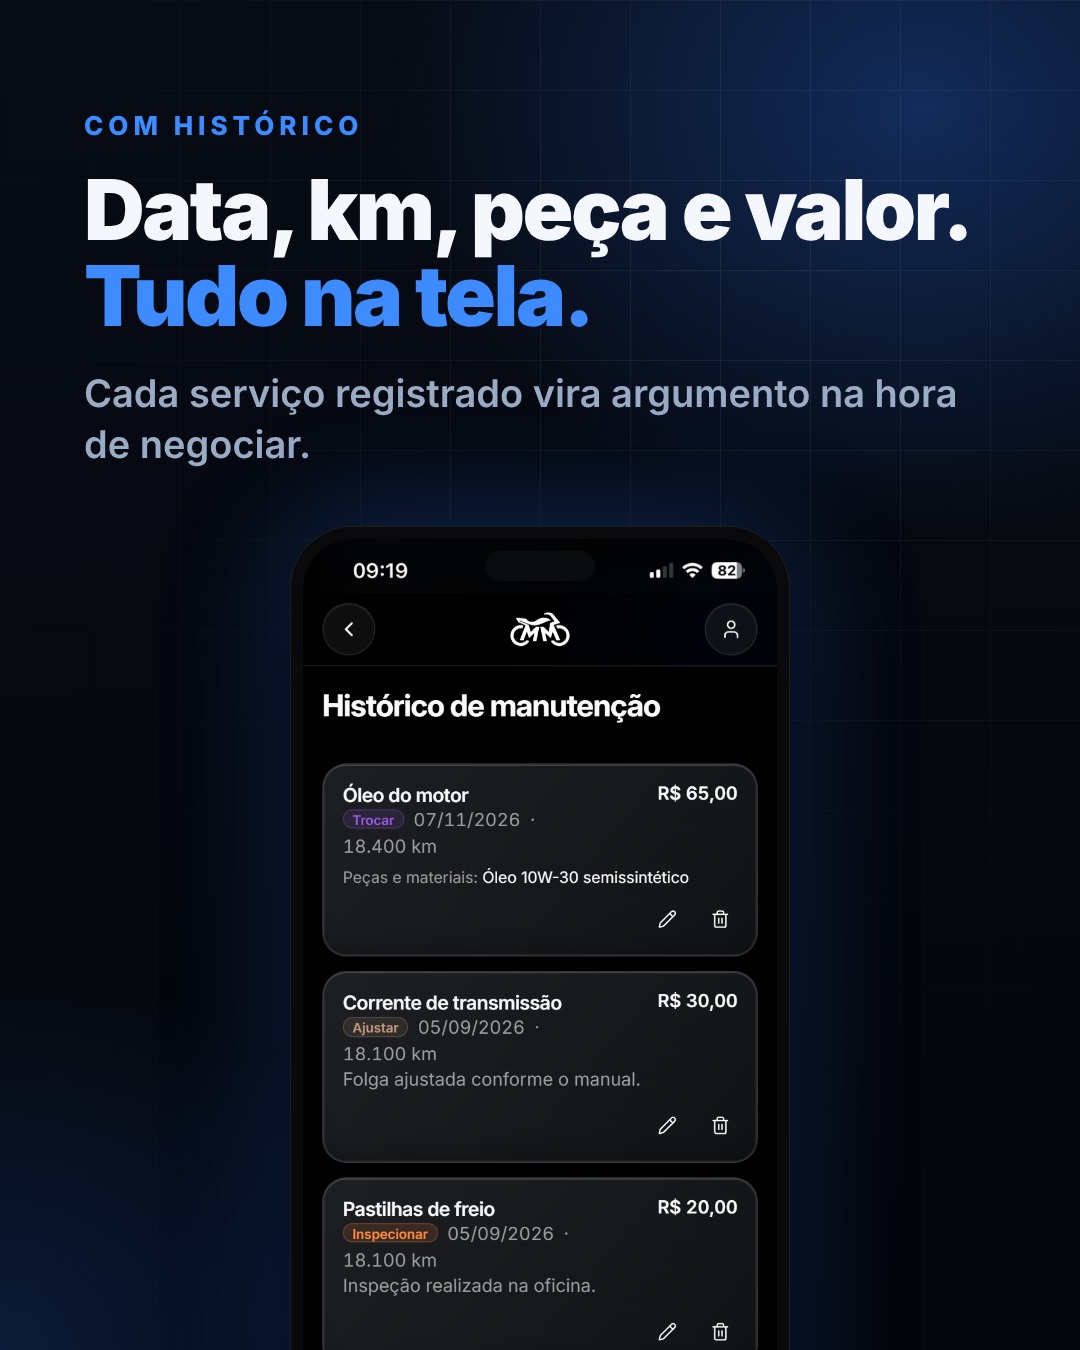 COM HISTÓRICO
Data, km, peça e valor.
Tudo na tela.
Cada serviço registrado vira argumento na hora
de negociar.
09:19
82
MM
Histórico de manutenção
Óleo do motor
R$ 65,00
Trocar 07/11/2026 ·
18.400 km
Peças e materiais: Óleo 10W-30 semissintético
Corrente de transmissão
R$ 30,00
Ajustar 05/09/2026 ·
18.100 km
Folga ajustada conforme o manual.
Pastilhas de freio
R$ 20,00
Inspecionar 05/09/2026 ·
18.100 km
Inspeção realizada na oficina.